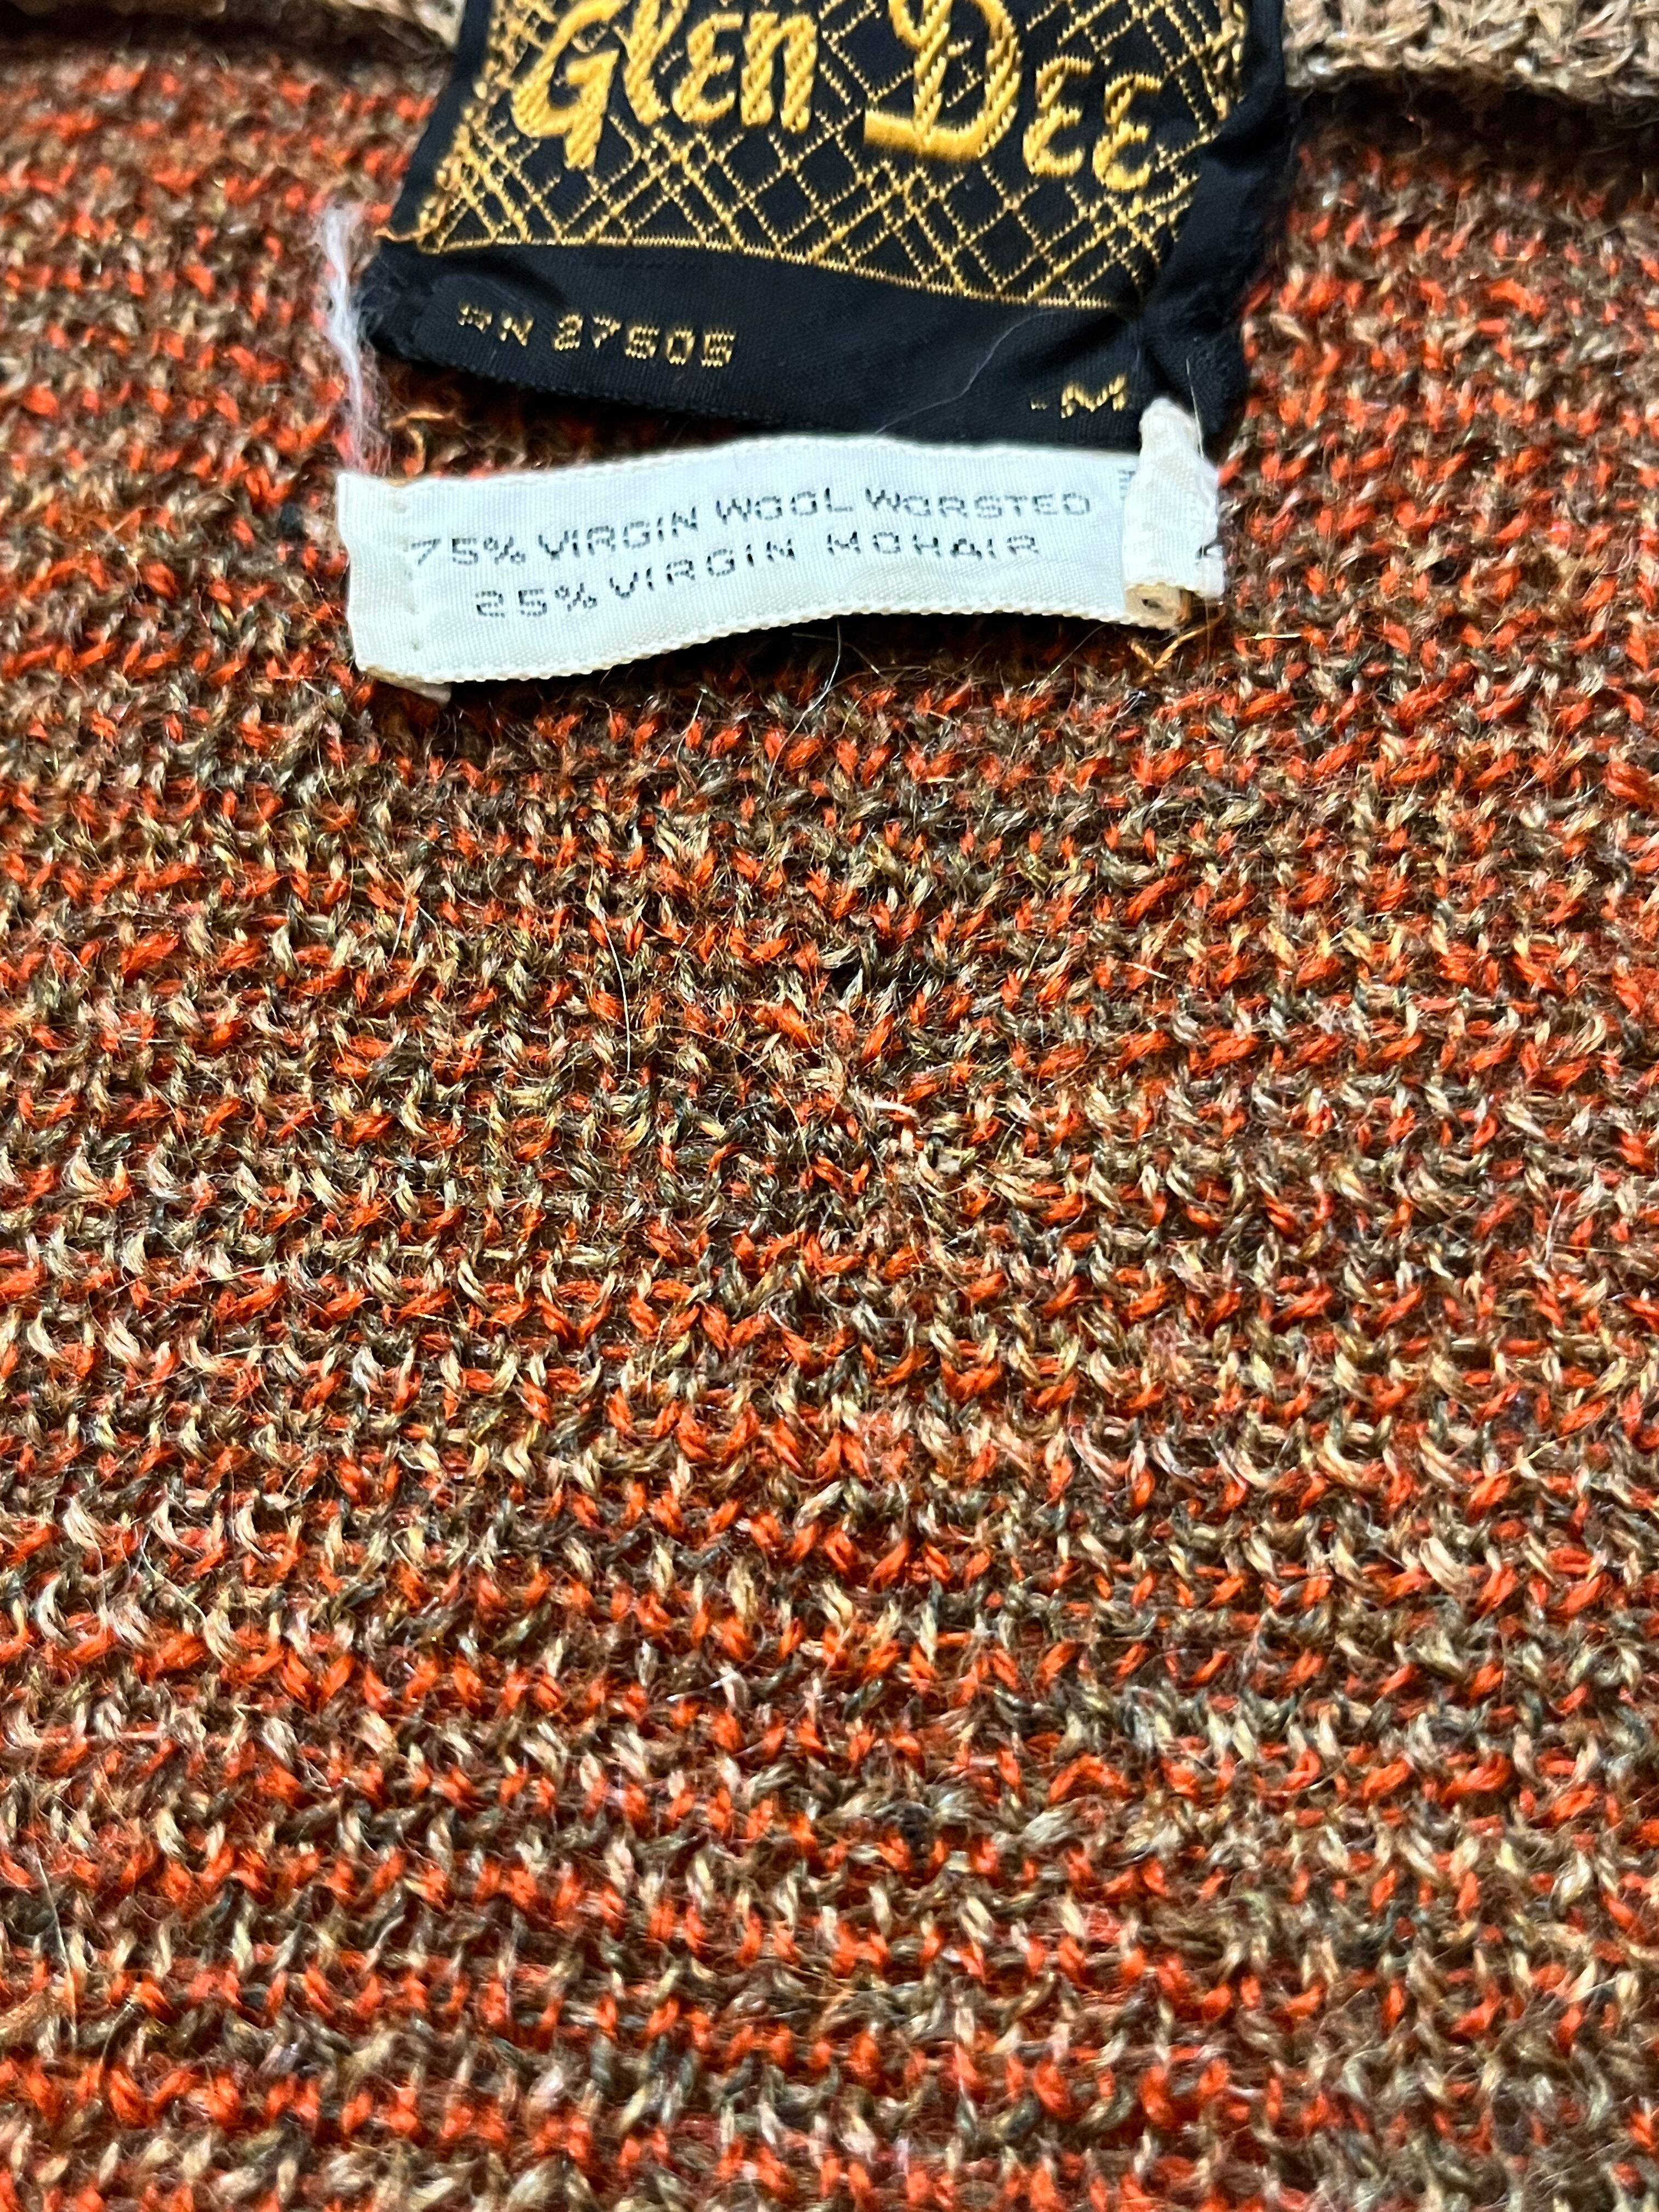 Glen Dee
RN 27505
- M
75% VIRGIN WOOL WORSTED
25% VIRGIN MOHAIR